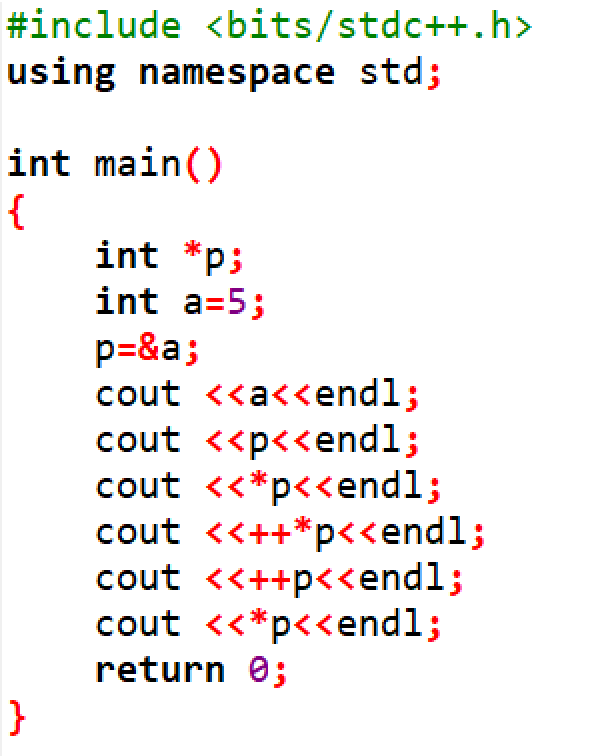 #include <bits/stdc++.h>
using namespace std;

int main()
{
    int *p;
    int a=5;
    p=&a;
    cout <<a<<endl;
    cout <<p<<endl;
    cout <<*p<<endl;
    cout <<++*p<<endl;
    cout <<++p<<endl;
    cout <<*p<<endl;
    return 0;
}